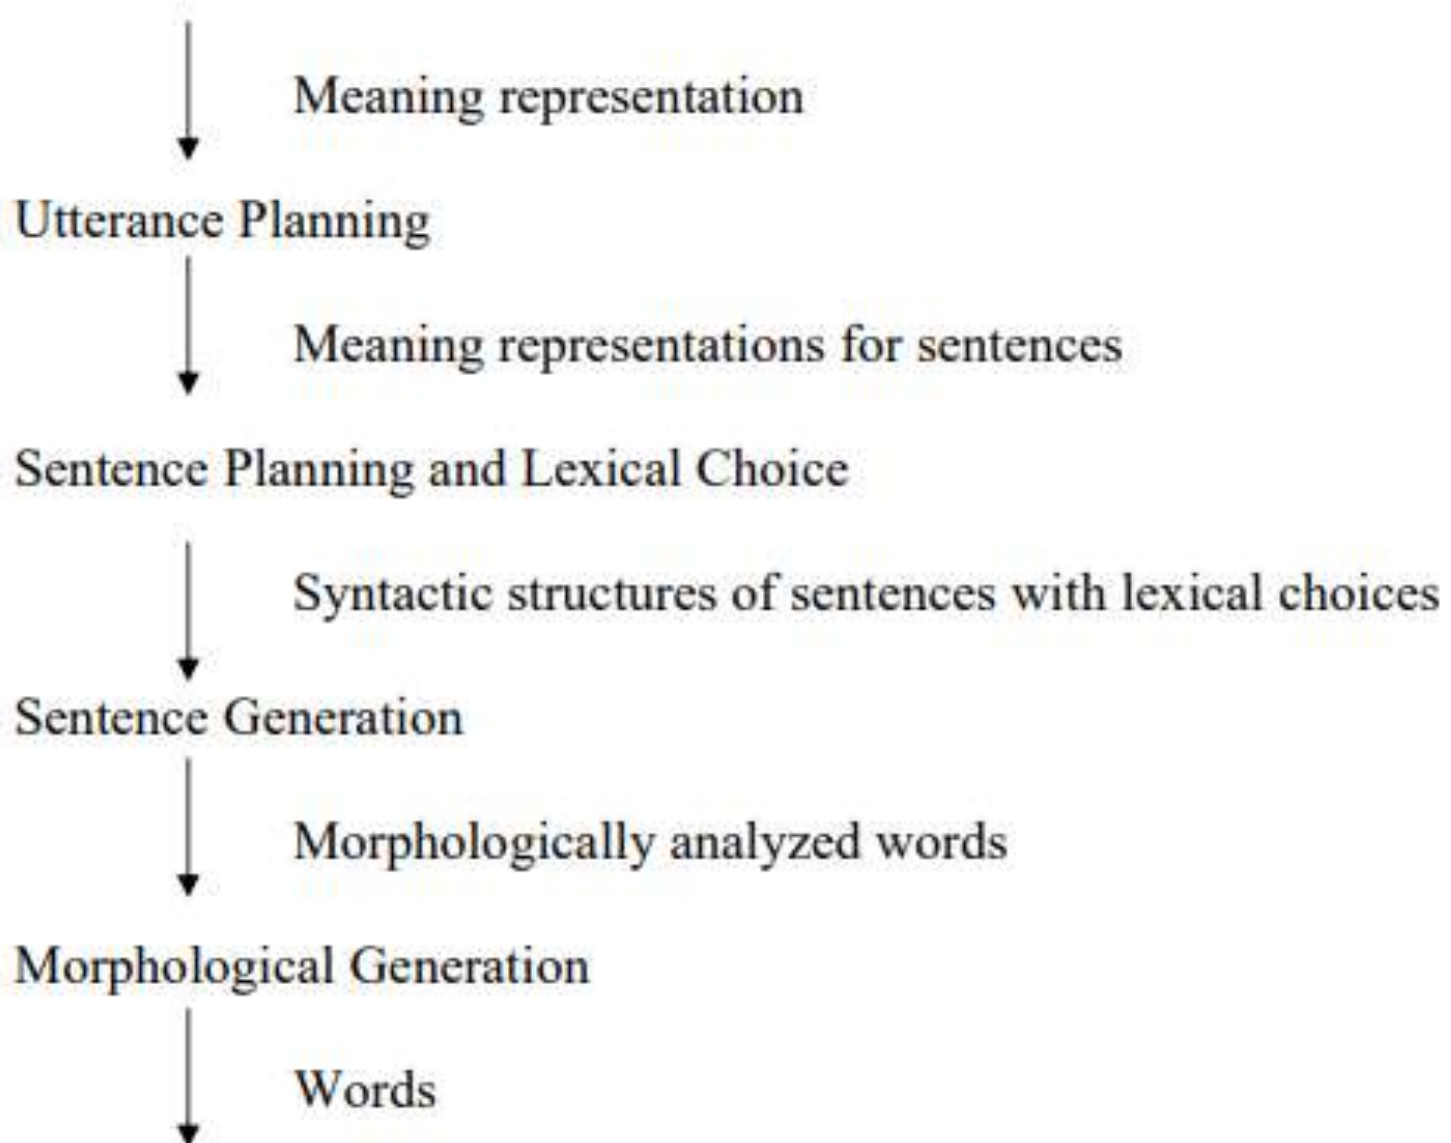 Meaning representation
Utterance Planning
Meaning representations for sentences
Sentence Planning and Lexical Choice
Syntactic structures of sentences with lexical choices
Sentence Generation
Morphologically analyzed words
Morphological Generation
Words